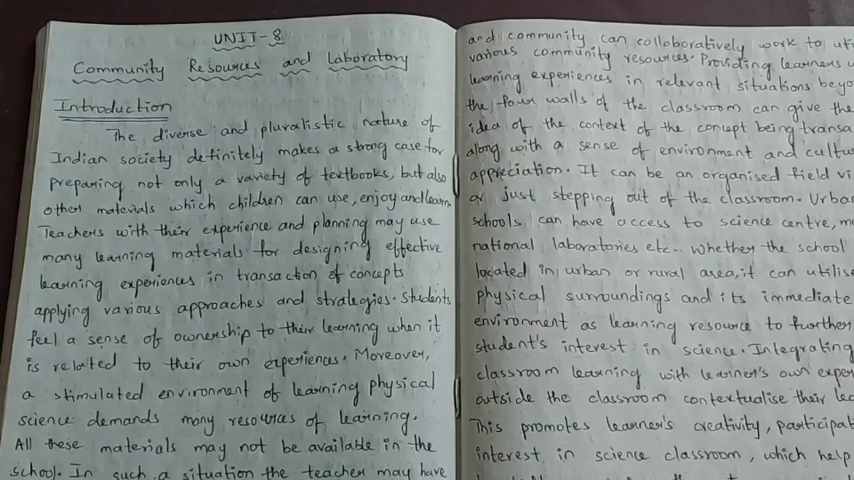 UNIT-8
Community Resources and Laboratory
Introduction
The diverse and pluralistic nature of
Indian society definitely makes a strong case for
preparing not only a variety of textbooks, but also
other materials which children can use, enjoy and learn.
Teachers with their experience and planning may use
many learning materials for designing effective
learning experiences in transaction of concepts
applying various approaches and strategies. Students
feel a sense of ownership to their learning when it
is related to their own experiences. Moreover,
a stimulated environment of learning physical
science demands many resources of learning.
All these materials may not be available in the
school. In such a situation the teacher may have
and community can collaboratively work to
various community resources. Providing learners
learning experiences in relevant situations
the four walls of the classroom can give the
idea of the context of the concept being
along with a sense of environment and
appreciation. It can be an organised field
or just stepping out of the classroom.
schools can have access to science centre,
national laboratories etc.. Whether the school
located in urban or rural area, it can utilise
physical surroundings and its immediate
environment as learning resource to further
student's interest in science. Integrating
classroom learning with learner's own
outside the classroom contextualise their
This promotes learner's creativity,
interest in science classroom, which help